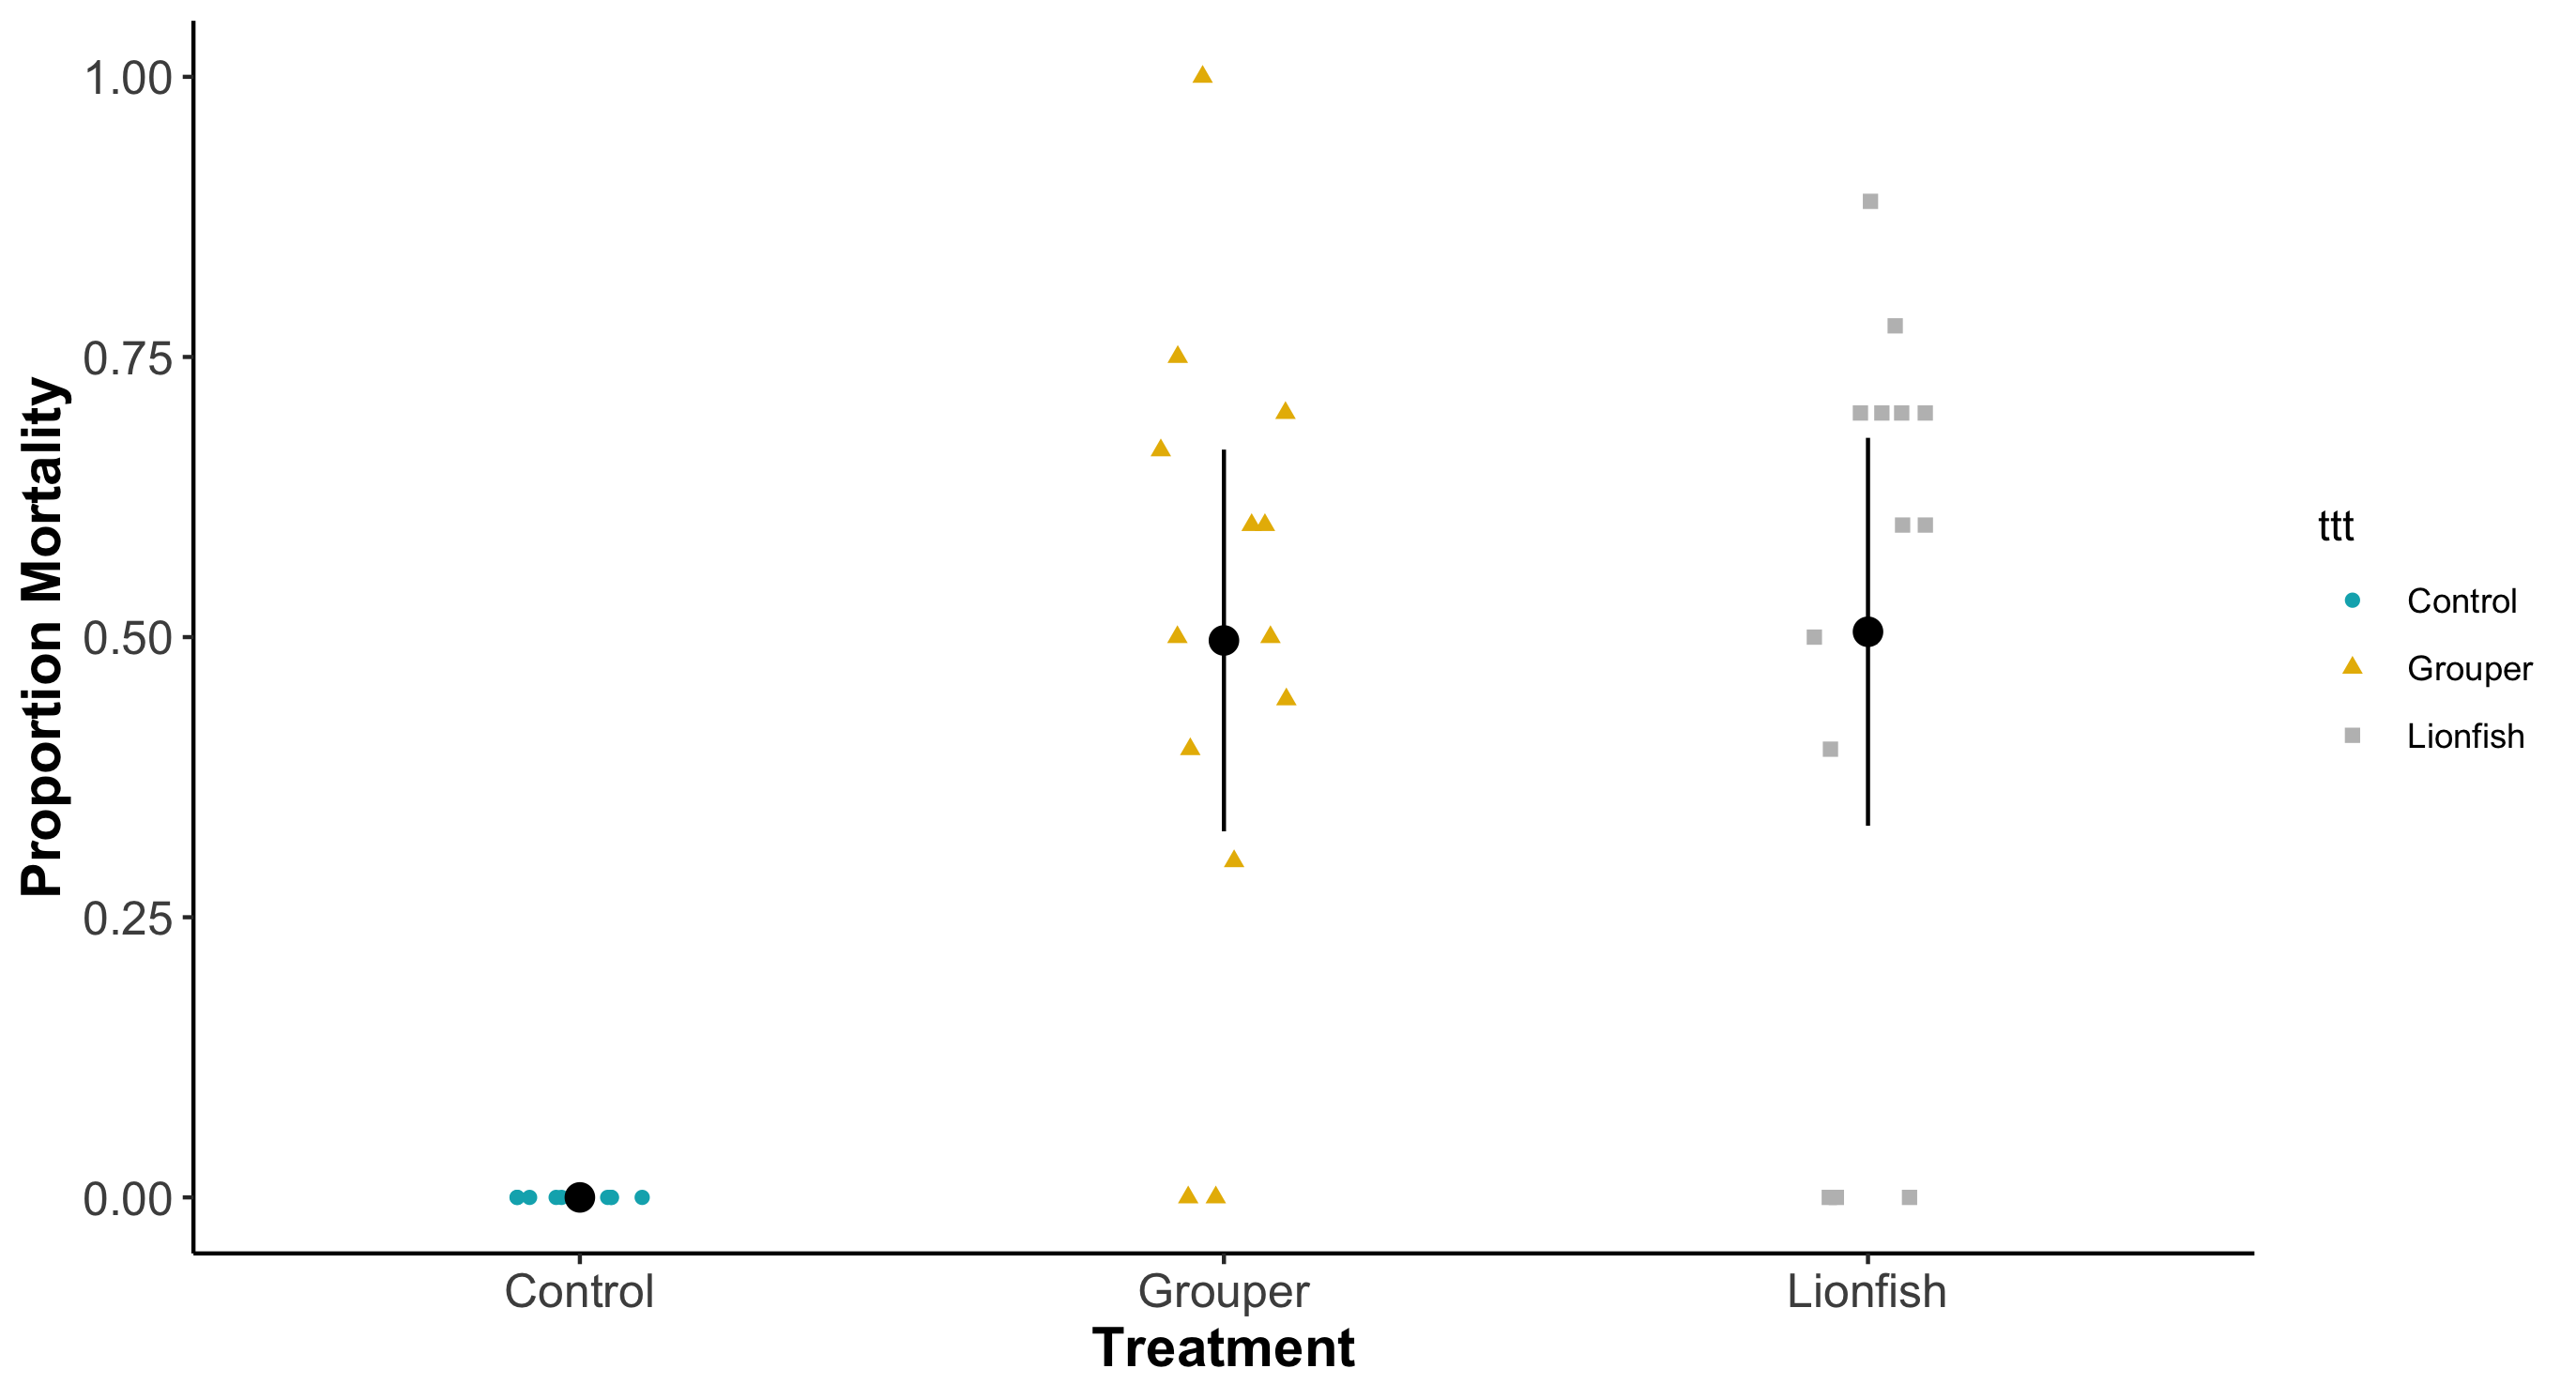 Proportion Mortality
1.00
0.75
0.50
0.25
0.00
Control
Grouper
Lionfish
Treatment
ttt
Control
Grouper
Lionfish